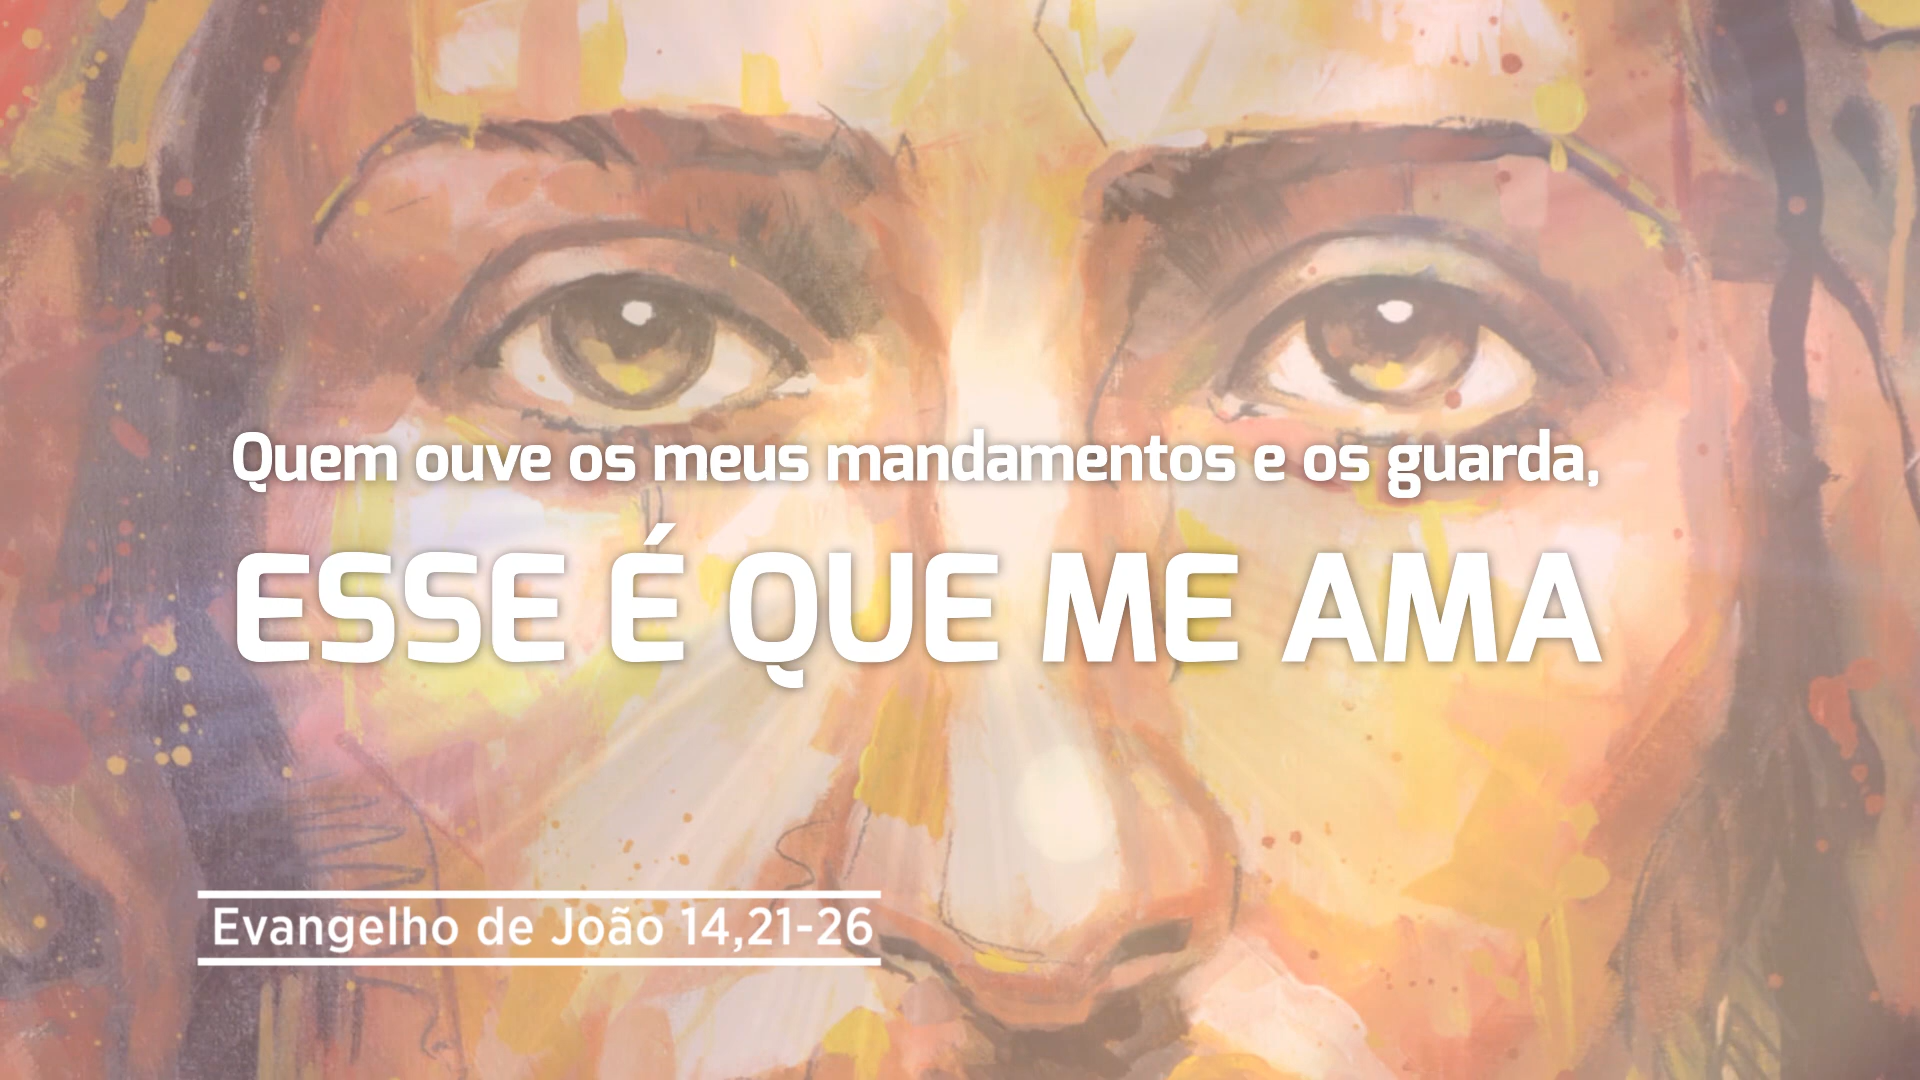 Quem ouve os meus mandamentos e os guarda,
ESSE É QUE ME AMA
Evangelho de João 14,21-26